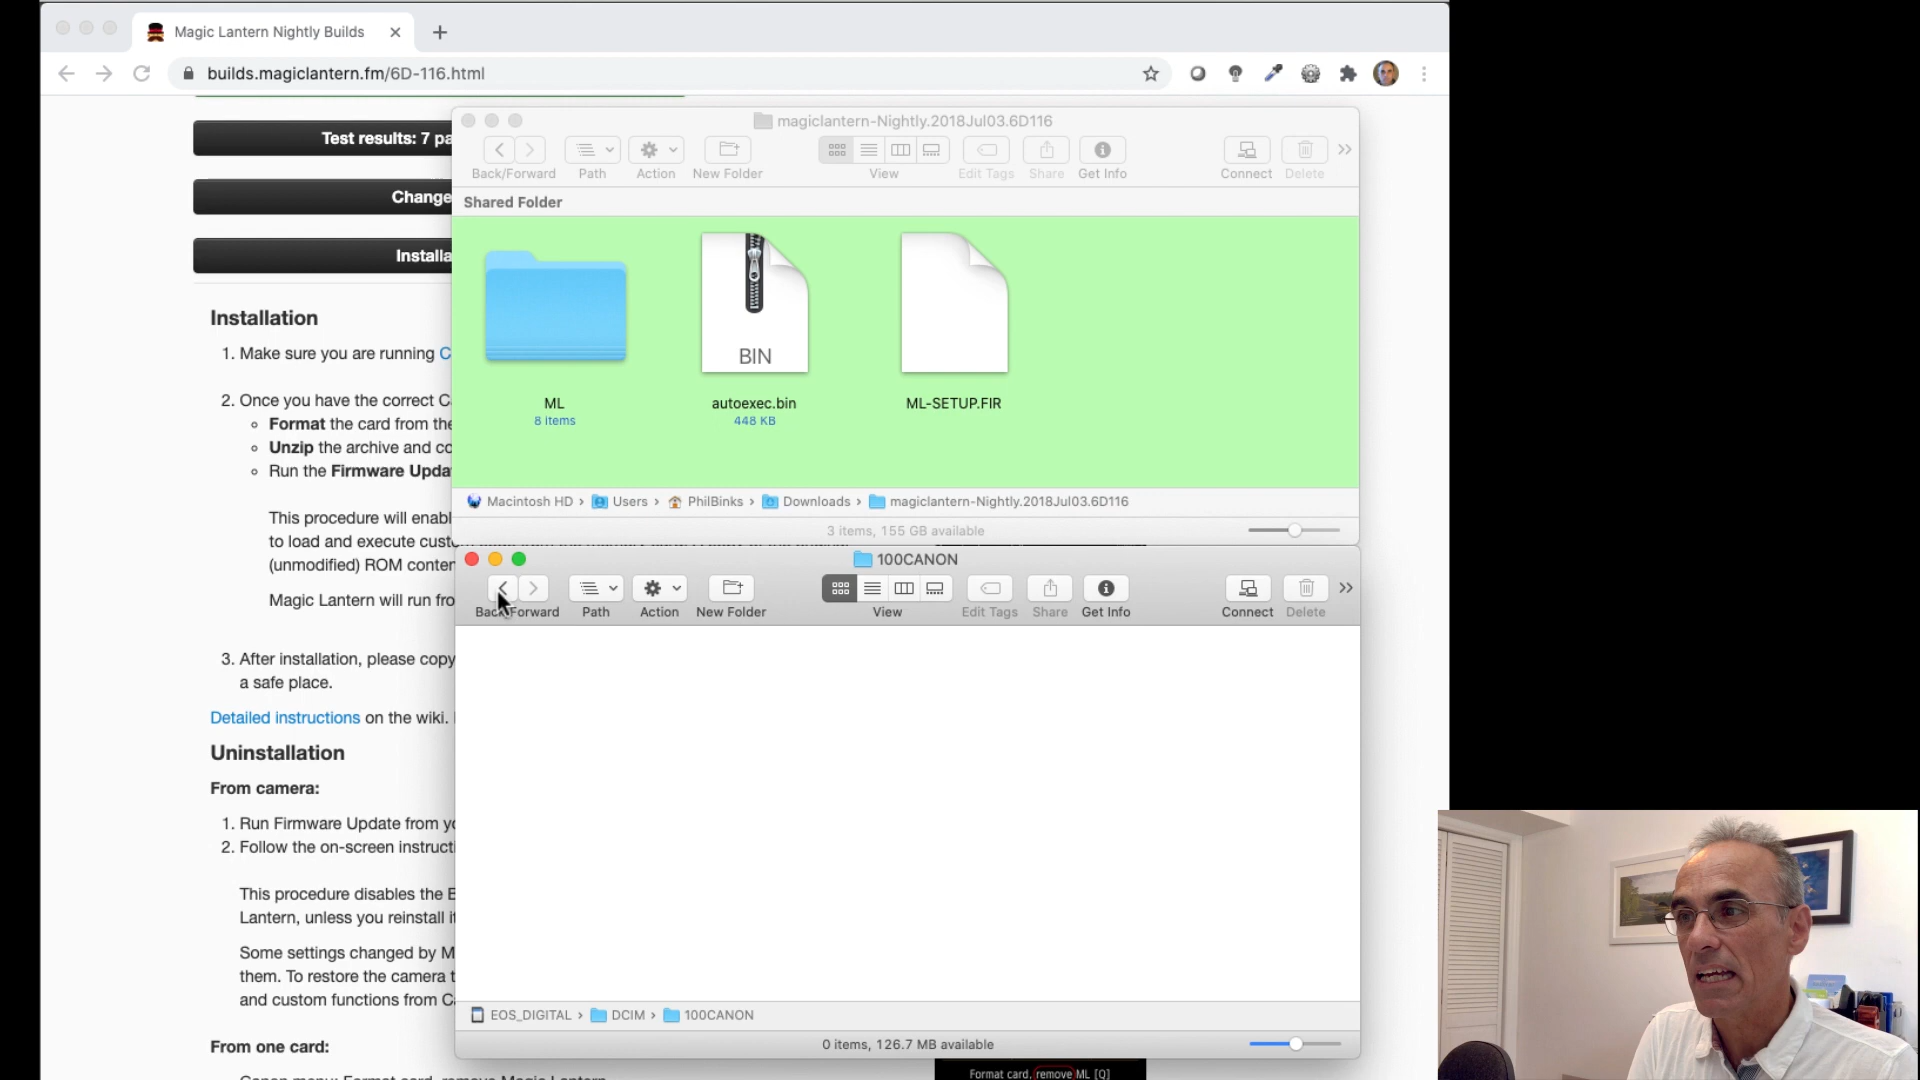 Magic Lantern Nightly Builds
builds.magiclantern.fm/6D-116.html
Test results: 7 pa
Change
Installa
Installation
1. Make sure you are running C
2. Once you have the correct C
Format the card from the
Unzip the archive and co
Run the Firmware Upda
This procedure will enabl
to load and execute cust
(unmodified) ROM conten
Magic Lantern will run fro
3. After installation, please copy
a safe place.
Detailed instructions on the wiki.
Uninstallation
From camera:
1. Run Firmware Update from yo
2. Follow the on-screen instructi
This procedure disables the B
Lantern, unless you reinstall it
Some settings changed by M
them. To restore the camera t
and custom functions from Ca
From one card:
magiclantern-Nightly.2018Jul03.6D116
Back/Forward Path Action New Folder View Edit Tags Share Get Info Connect Delete
Shared Folder
BIN
ML autoexec.bin ML-SETUP.FIR
8 items 448 KB
Macintosh HD › Users › PhilBinks › Downloads › magiclantern-Nightly.2018Jul03.6D116
3 items, 155 GB available
100CANON
Back/Forward Path Action New Folder View Edit Tags Share Get Info Connect Delete
EOS_DIGITAL › DCIM › 100CANON
0 items, 126.7 MB available
Format card, remove ML [Q]